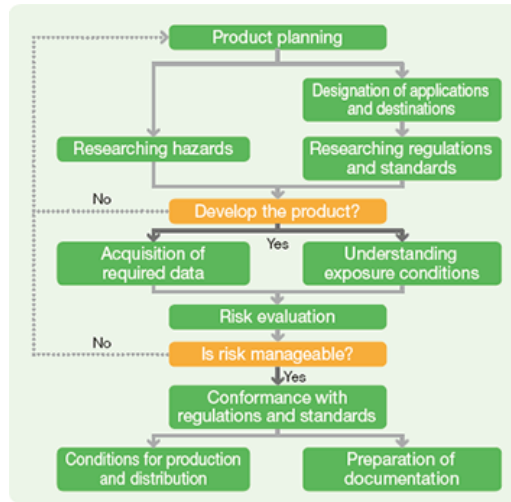 Product planning
Designation of applications
and destinations
Researching hazards
Researching regulations
and standards
No
Develop the product?
Yes
Acquisition of
required data
Understanding
exposure conditions
Risk evaluation
No
Is risk manageable?
Yes
Conformance with
regulations and standards
Conditions for production
and distribution
Preparation of
documentation